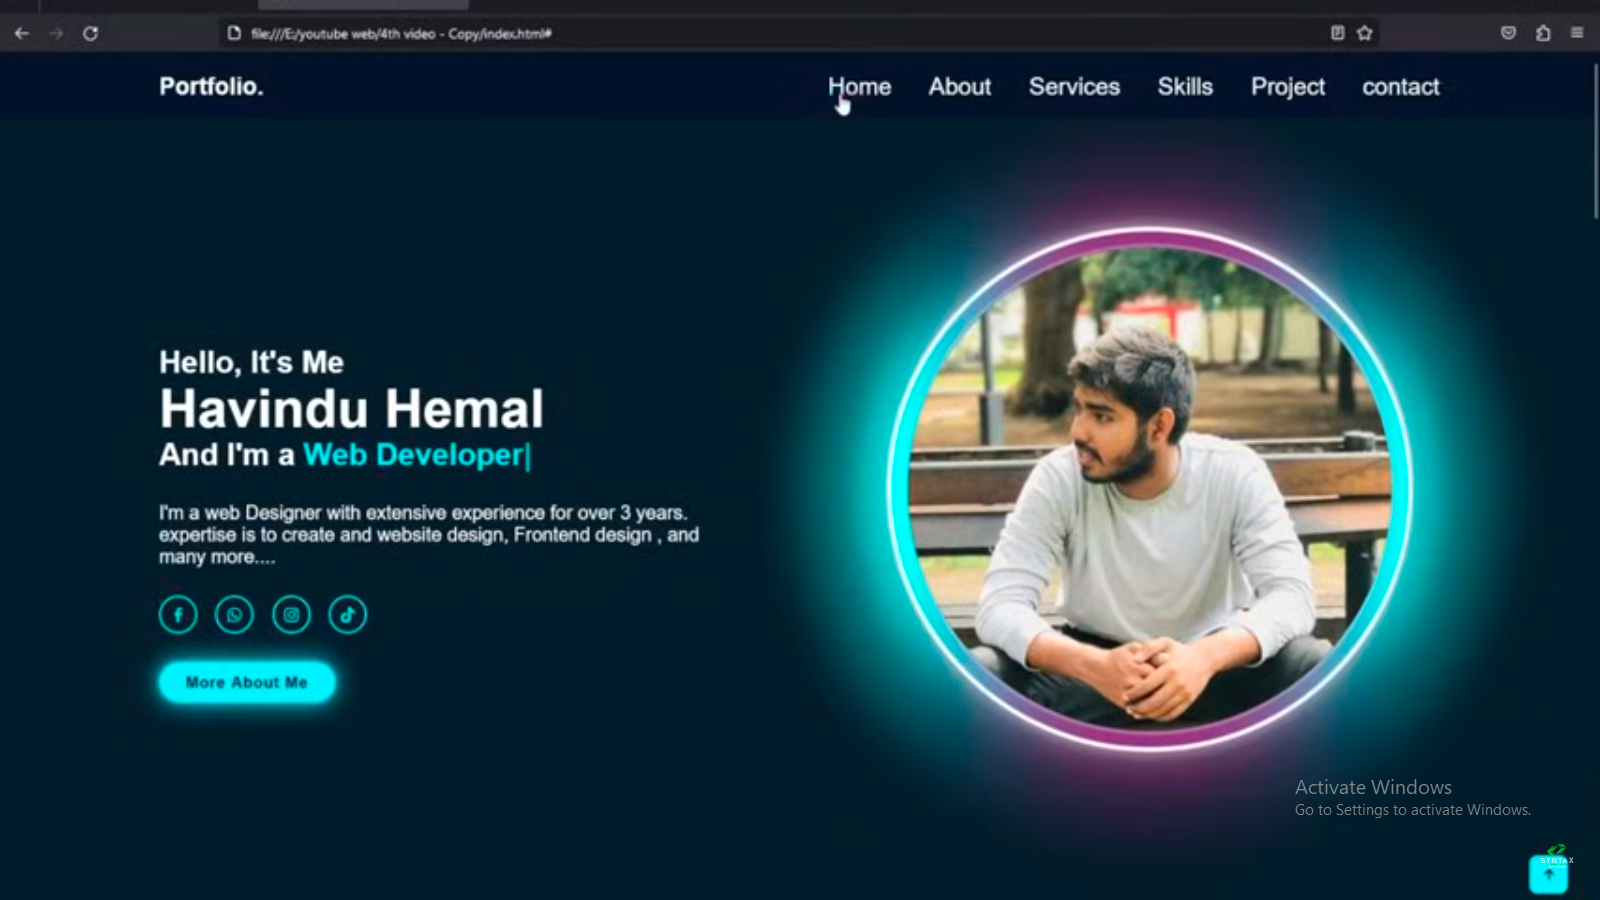 file:///E:/youtube web/4th video - Copy/index.html#
Portfolio.
Home About Services Skills Project contact
Hello, It's Me
Havindu Hemal
And I'm a Web Developer|
I'm a web Designer with extensive experience for over 3 years.
expertise is to create and website design, Frontend design , and
many more....
More About Me
Activate Windows
Go to Settings to activate Windows.
SYNTAX